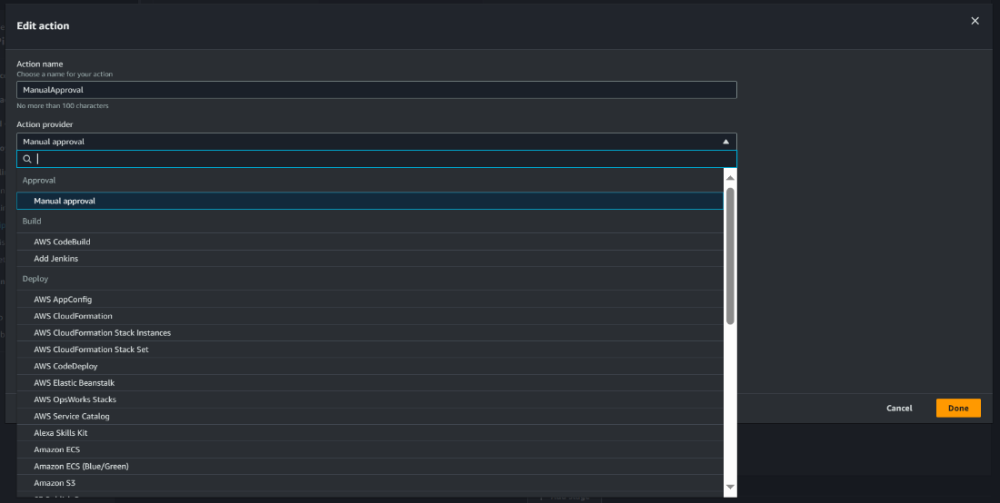 Edit action
Action name
Choose a name for your action
ManualApproval
No more than 100 characters
Action provider
Manual approval
Approval
Manual approval
Build
AWS CodeBuild
Add Jenkins
Deploy
AWS AppConfig
AWS CloudFormation
AWS CloudFormation Stack Instances
AWS CloudFormation Stack Set
AWS CodeDeploy
AWS Elastic Beanstalk
AWS OpsWorks Stacks
AWS Service Catalog
Cancel
Done
Alexa Skills Kit
Amazon ECS
Amazon ECS (Blue/Green)
Amazon S3